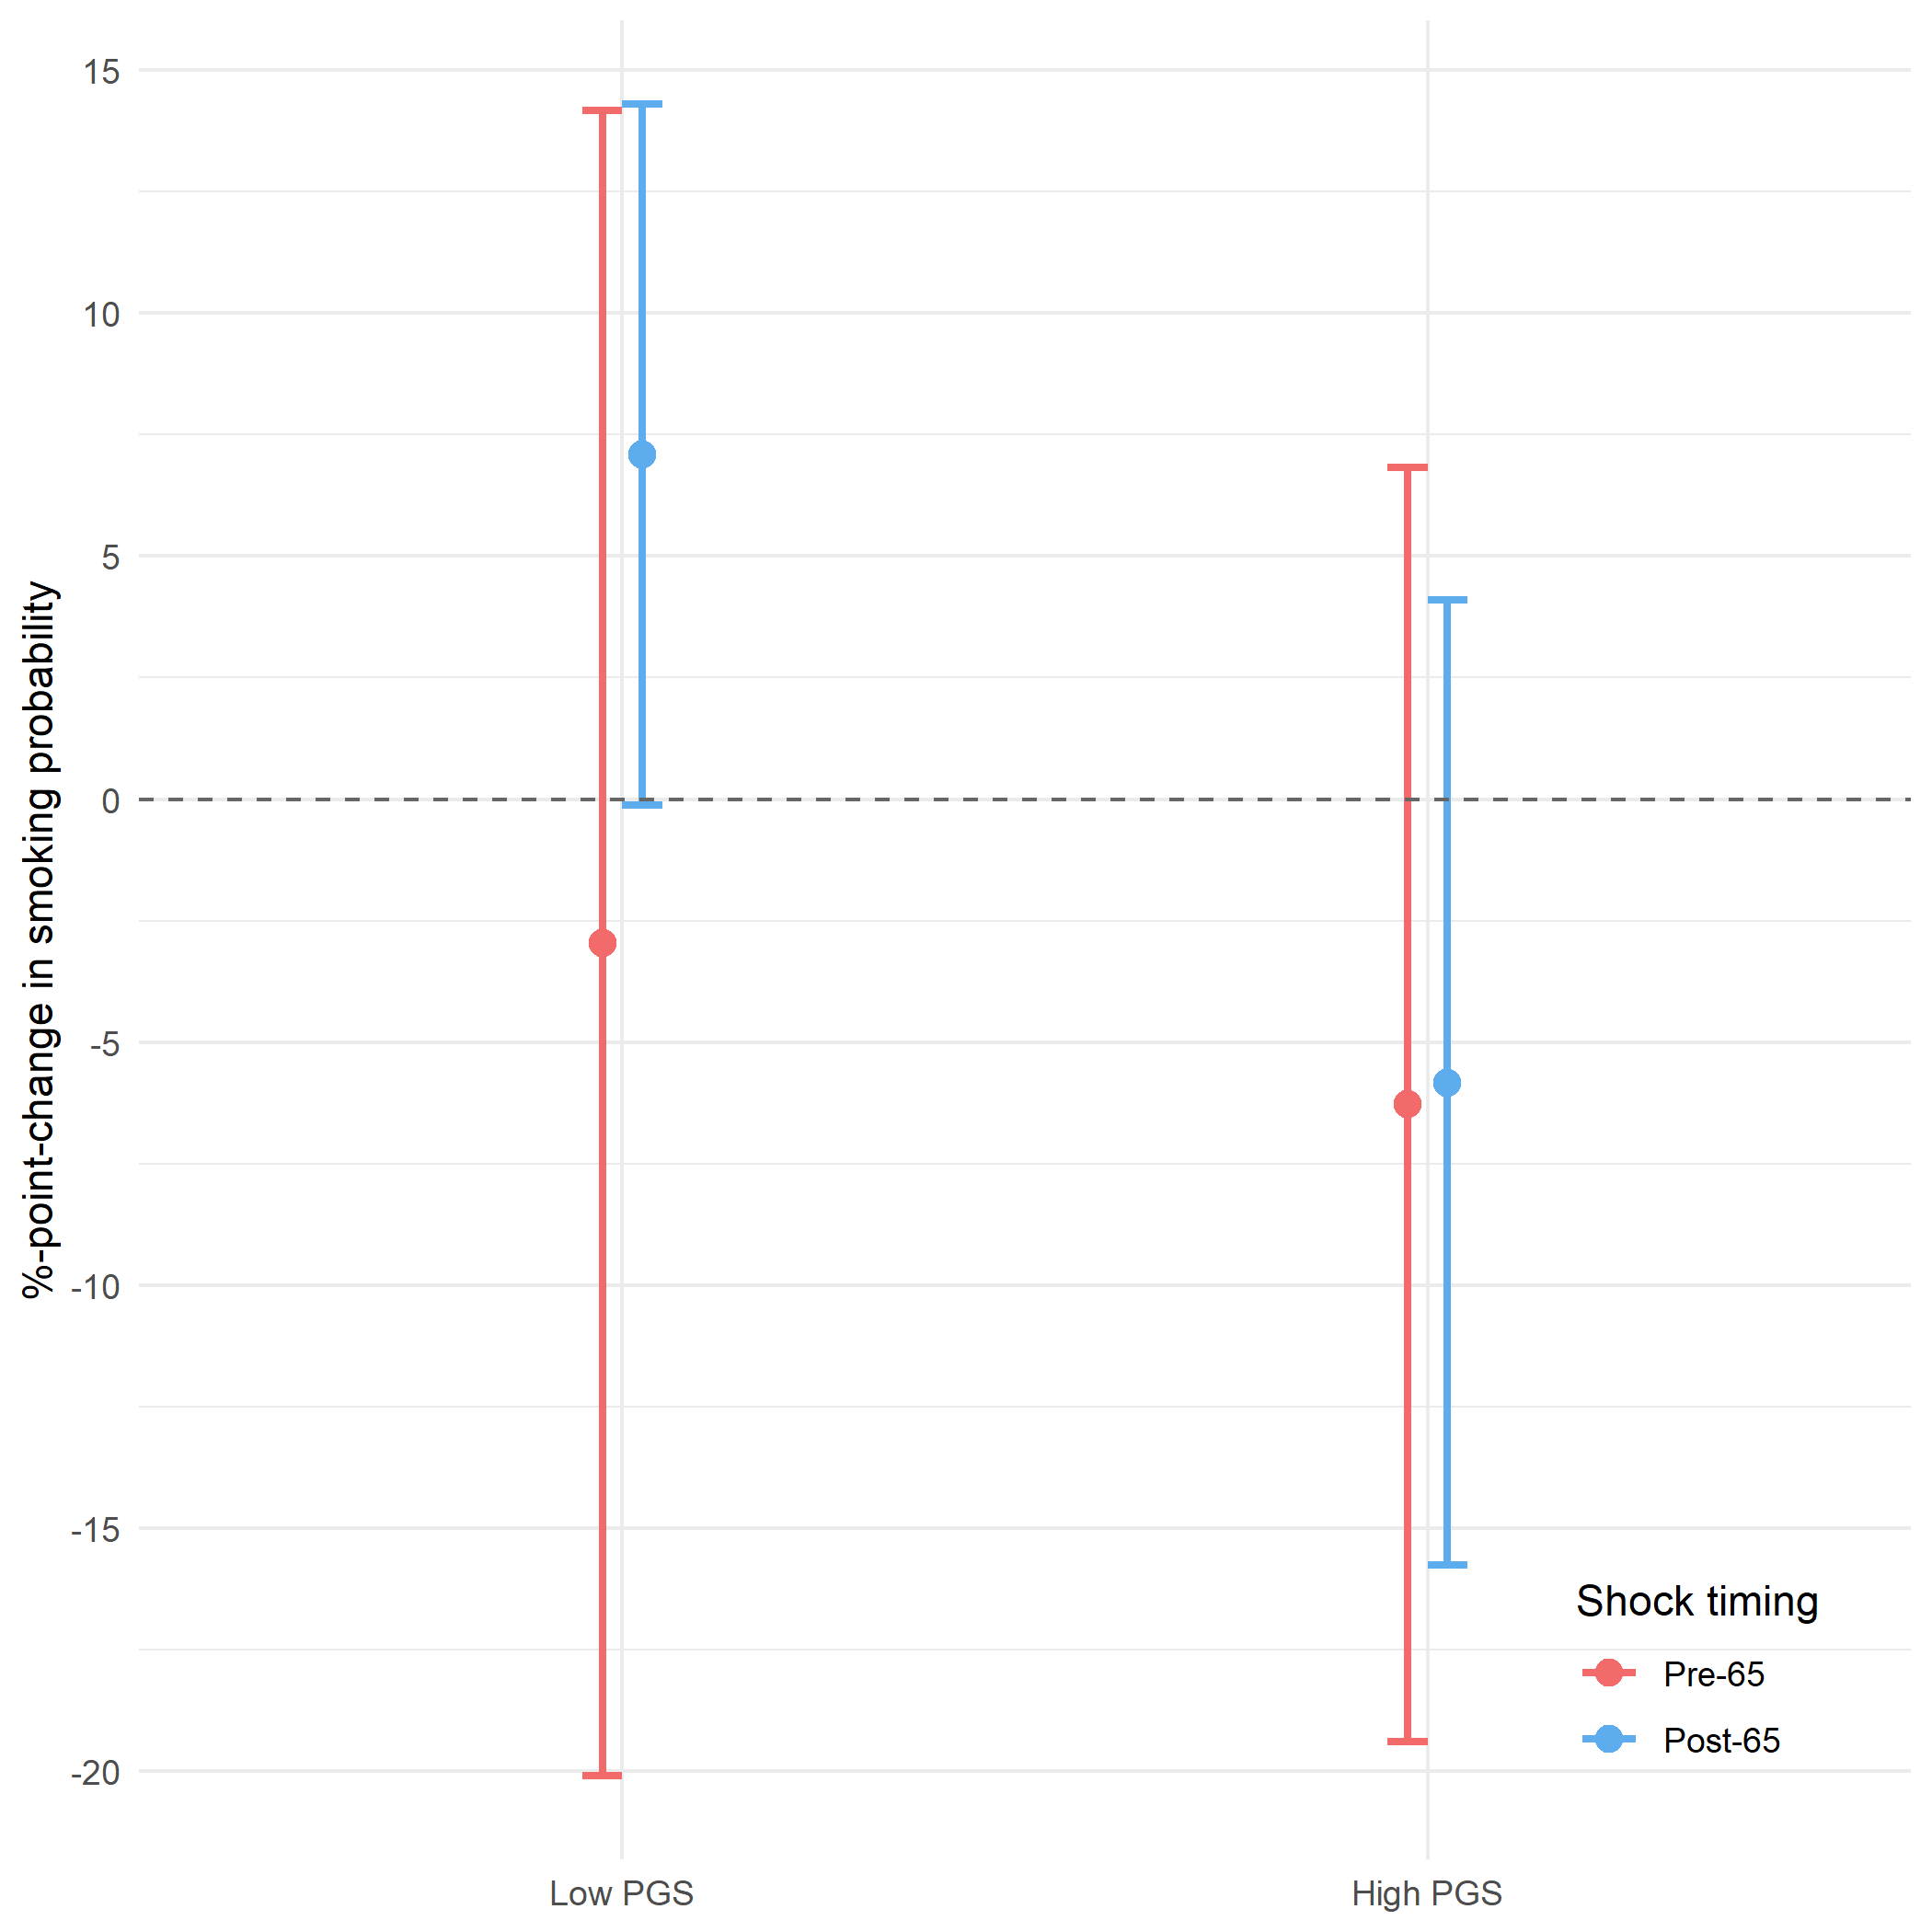 %-point-change in smoking probability
15
10
5
0
-5
-10
-15
-20
Low PGS
High PGS
Shock timing
Pre-65
Post-65